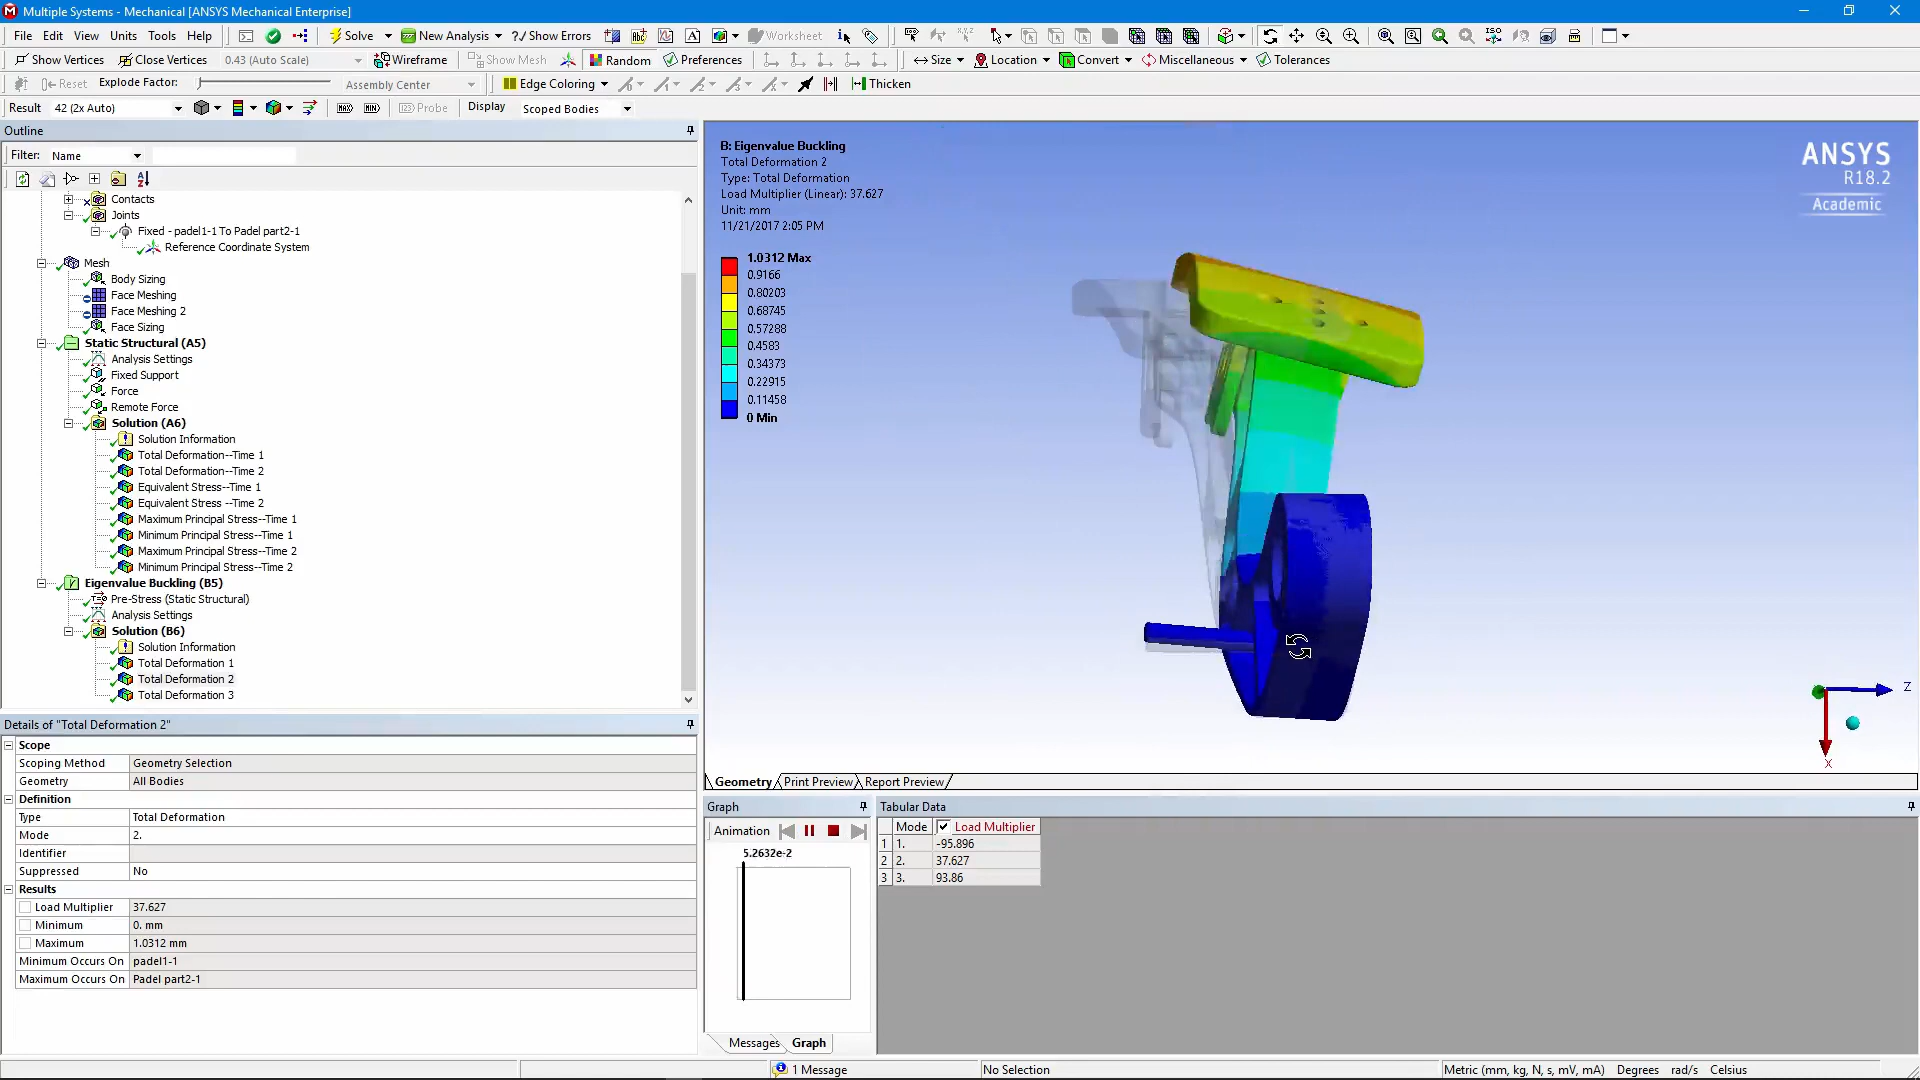 Multiple Systems - Mechanical [ANSYS Mechanical Enterprise]
File Edit View Units Tools Help Solve New Analysis ?/ Show Errors Worksheet
Show Vertices Close Vertices 0.43 (Auto Scale) Wireframe Show Mesh Random Preferences Size Location Convert Miscellaneous Tolerances
Reset Explode Factor: Assembly Center Edge Coloring Thicken
Result 42 (2x Auto) MAX MIN Probe Display Scoped Bodies
Outline
Filter: Name
Contacts
Joints
Fixed - padel1-1 To Padel part2-1
Reference Coordinate System
Mesh
Body Sizing
Face Meshing
Face Meshing 2
Face Sizing
Static Structural (A5)
Analysis Settings
Fixed Support
Force
Remote Force
Solution (A6)
Solution Information
Total Deformation--Time 1
Total Deformation--Time 2
Equivalent Stress--Time 1
Equivalent Stress --Time 2
Maximum Principal Stress--Time 1
Minimum Principal Stress--Time 1
Maximum Principal Stress--Time 2
Minimum Principal Stress--Time 2
Eigenvalue Buckling (B5)
Pre-Stress (Static Structural)
Analysis Settings
Solution (B6)
Solution Information
Total Deformation 1
Total Deformation 2
Total Deformation 3
Details of "Total Deformation 2"
Scope
Scoping Method Geometry Selection
Geometry All Bodies
Definition
Type Total Deformation
Mode 2.
Identifier
Suppressed No
Results
Load Multiplier 37.627
Minimum 0. mm
Maximum 1.0312 mm
Minimum Occurs On padel1-1
Maximum Occurs On Padel part2-1
B: Eigenvalue Buckling
Total Deformation 2
Type: Total Deformation
Load Multiplier (Linear): 37.627
Unit: mm
11/21/2017 2:05 PM
1.0312 Max
0.9166
0.80203
0.68745
0.57288
0.4583
0.34373
0.22915
0.11458
0 Min
ANSYS
R18.2
Academic
Z
X
Geometry Print Preview Report Preview
Graph
Animation
5.2632e-2
Messages Graph
Tabular Data
Mode Load Multiplier
1 1. -95.896
2 2. 37.627
3 3. 93.86
1 Message No Selection Metric (mm, kg, N, s, mV, mA) Degrees rad/s Celsius